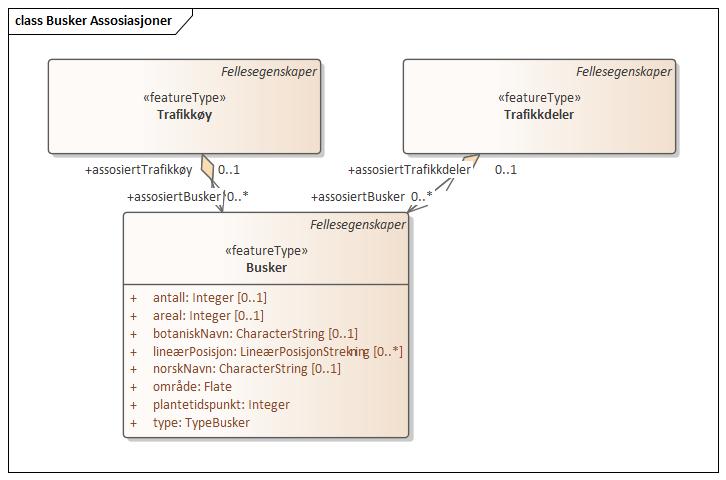 class Busker Assosiasjoner
Fellesegenskaper
«featureType»
Trafikkøy
Fellesegenskaper
«featureType»
Trafikkdeler
+assosiertTrafikkøy 0..1
+assosiertTrafikkdeler 0..1
+assosiertBusker 0..*
+assosiertBusker 0..*
Fellesegenskaper
«featureType»
Busker
+ antall: Integer [0..1]
+ areal: Integer [0..1]
+ botaniskNavn: CharacterString [0..1]
+ lineærPosisjon: LineærPosisjonStrekning [0..*]
+ norskNavn: CharacterString [0..1]
+ område: Flate
+ plantetidspunkt: Integer
+ type: TypeBusker